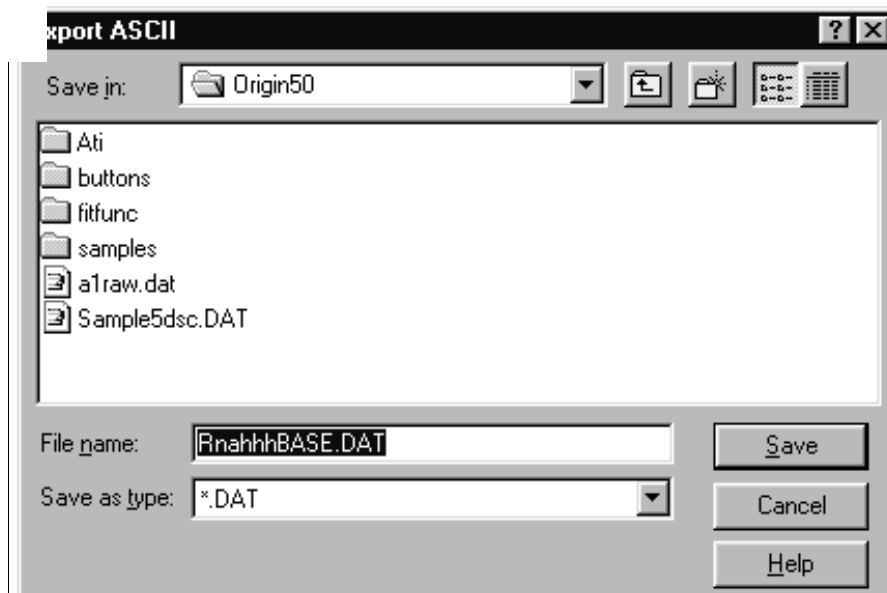 xport ASCII
Save in: Origin50
Ati
buttons
fitfunc
samples
a1raw.dat
Sample5dsc.DAT
File name: RnahhhBASE.DAT
Save
Save as type: *.DAT
Cancel
Help